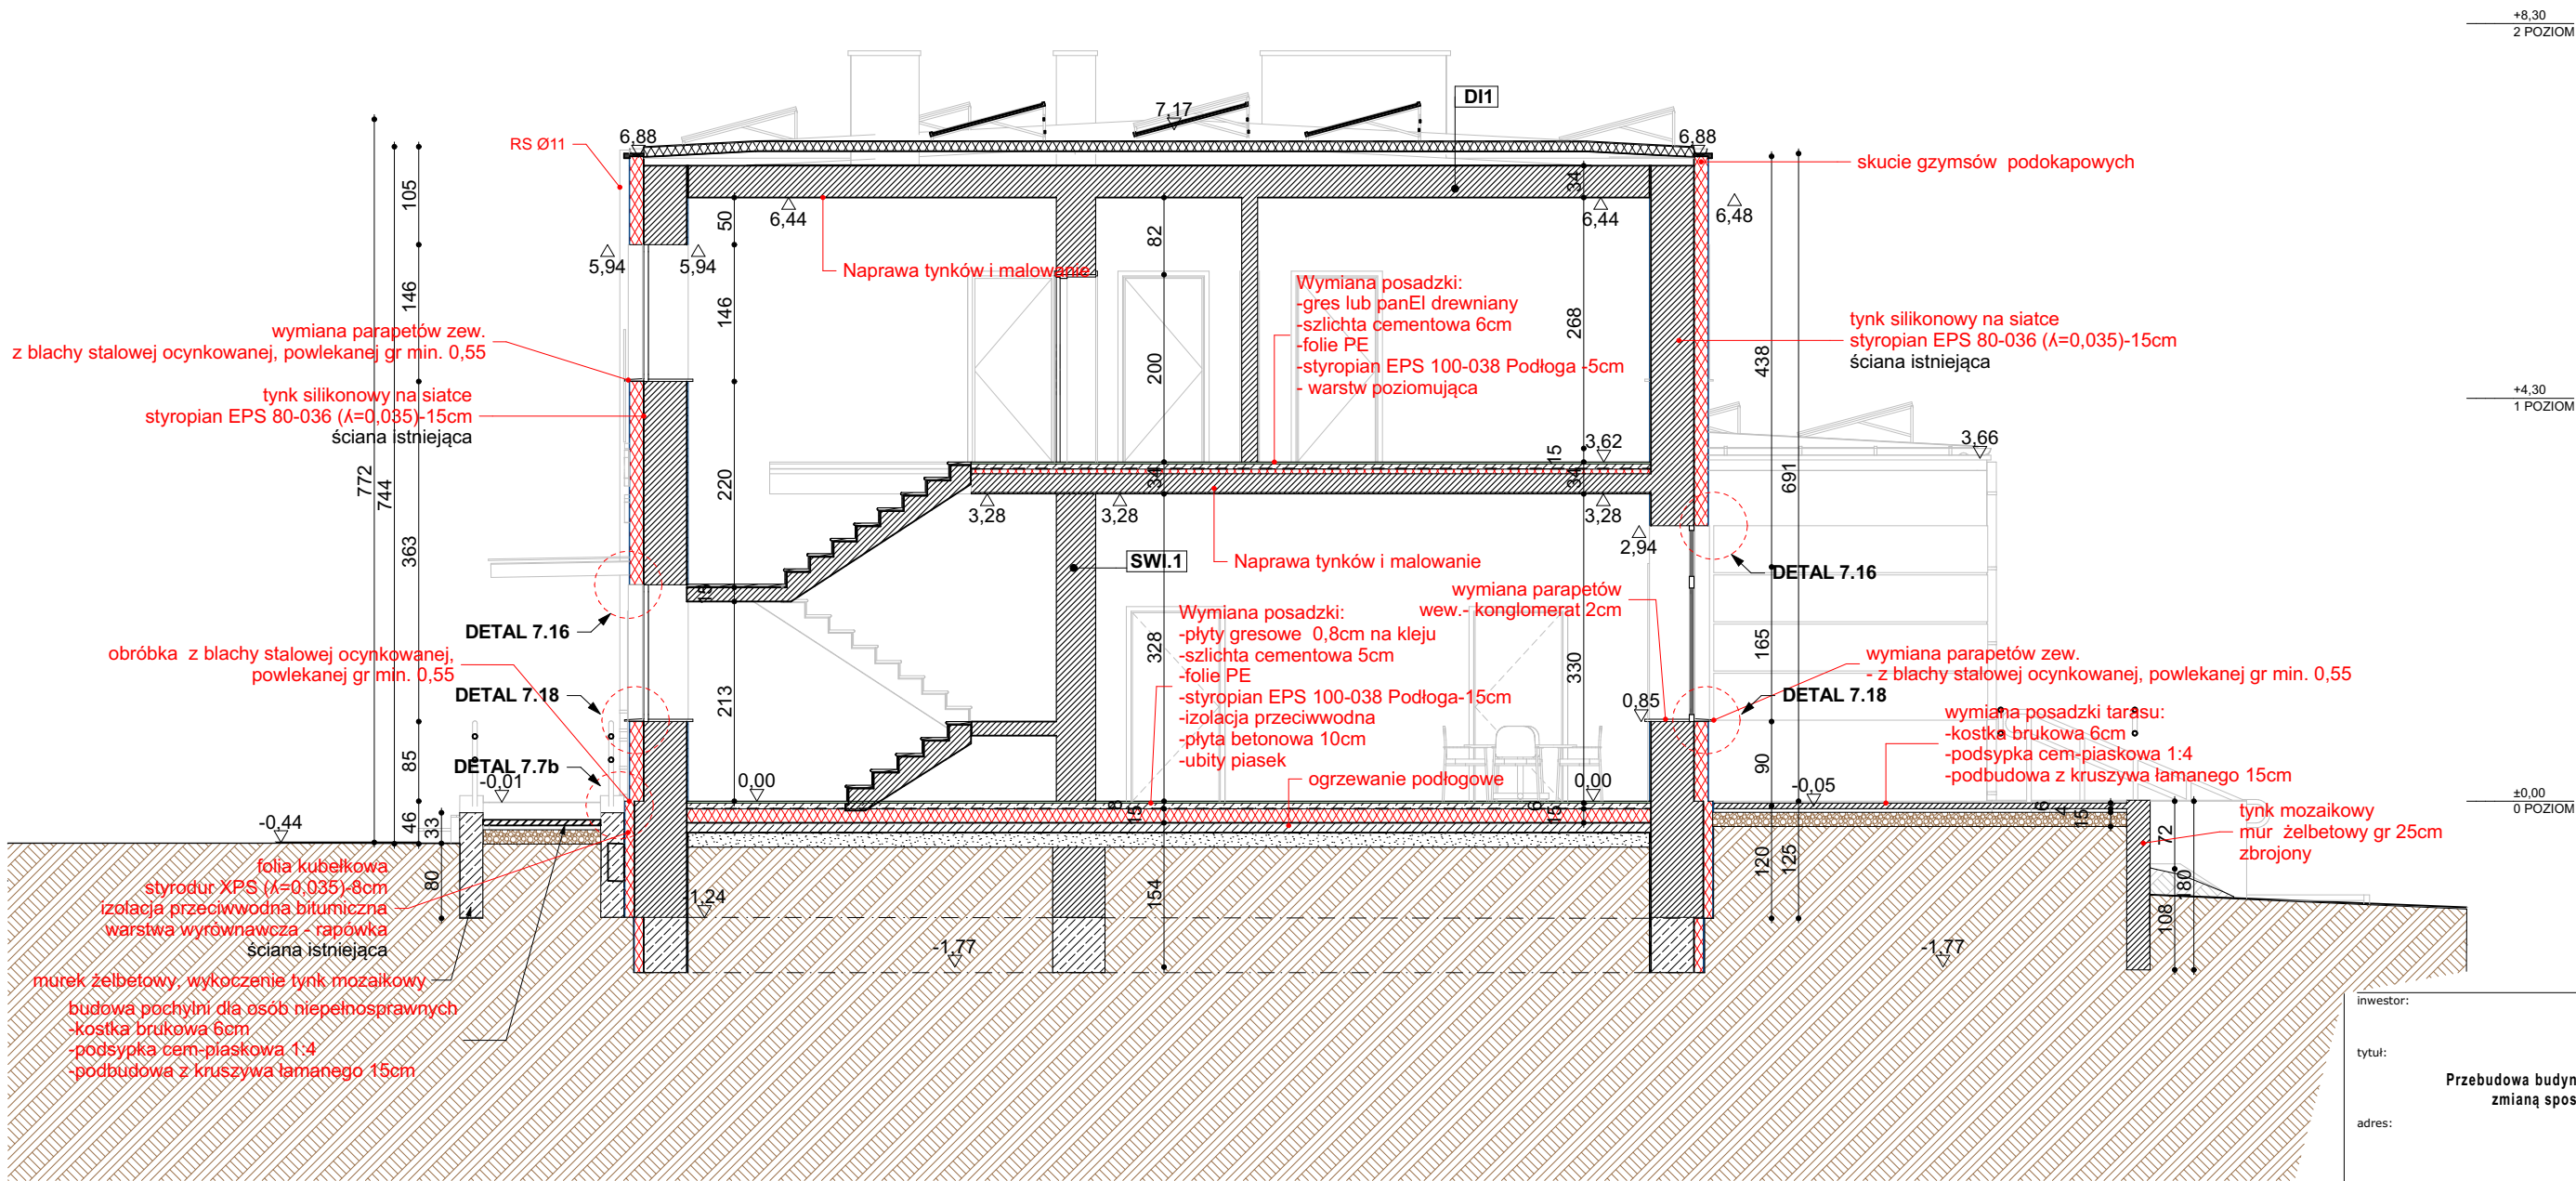 +8,30
2 POZIOM
7,17
DI1
6,88
6,88
RS Ø11
skucie gzymsów  podokapowych
105
50
34
6,44
6,44
6,48
82
5,94
5,94
Naprawa tynków i malowanie
Wymiana posadzki:
-gres lub panEl drewniany
-szlichta cementowa 6cm
-folie PE
-styropian EPS 100-038 Podłoga -5cm
- warstw poziomująca
146
146
268
200
438
wymiana parapetów zew.
z blachy stalowej ocynkowanej, powlekanej gr min. 0,55
tynk silikonowy na siatce
styropian EPS 80-036 (Λ=0,035)-15cm
ściana istniejąca
tynk silikonowy na siatce
styropian EPS 80-036 (Λ=0,035)-15cm
ściana istniejąca
+4,30
1 POZIOM
3,66
772
744
363
220
34
15
3,62
34
691
3,28
3,28
3,28
2,94
SWI.1
Naprawa tynków i malowanie
DETAL 7.16
DETAL 7.16
15
wymiana parapetów
wew.- konglomerat 2cm
Wymiana posadzki:
-płyty gresowe  0,8cm na kleju
-szlichta cementowa 5cm
-folie PE
-styropian EPS 100-038 Podłoga-15cm
-izolacja przeciwwodna
-płyta betonowa 10cm
-ubity piasek
ogrzewanie podłogowe
obróbka  z blachy stalowej ocynkowanej,
powlekanej gr min. 0,55
DETAL 7.18
DETAL 7.7b
213
328
330
165
0,85
wymiana parapetów zew.
- z blachy stalowej ocynkowanej, powlekanej gr min. 0,55
DETAL 7.18
wymiana posadzki tarasu:
-kostka brukowa 6cm
-podsypka cem-piaskowa 1:4
-podbudowa z kruszywa łamanego 15cm
85
90
-0,01
0,00
0,00
-0,05
±0,00
0 POZIOM
-0,44
46
33
8
15
6
15
6
4
15
72
tynk mozaikowy
mur  żelbetowy gr 25cm
zbrojony
80
folia kubełkowa
styrodur XPS (Λ=0,035)-8cm
izolacja przeciwwodna bitumiczna
warstwa wyrównawcza - rapówka
ściana istniejąca
-1,24
154
120
125
180
108
-1,77
-1,77
murek żelbetowy, wykoczenie tynk mozaikowy
budowa pochylni dla osób niepełnosprawnych
-kostka brukowa 6cm
-podsypka cem-piaskowa 1:4
-podbudowa z kruszywa łamanego 15cm
inwestor:
tytuł:
Przebudowa budyn
zmianą spos
adres: